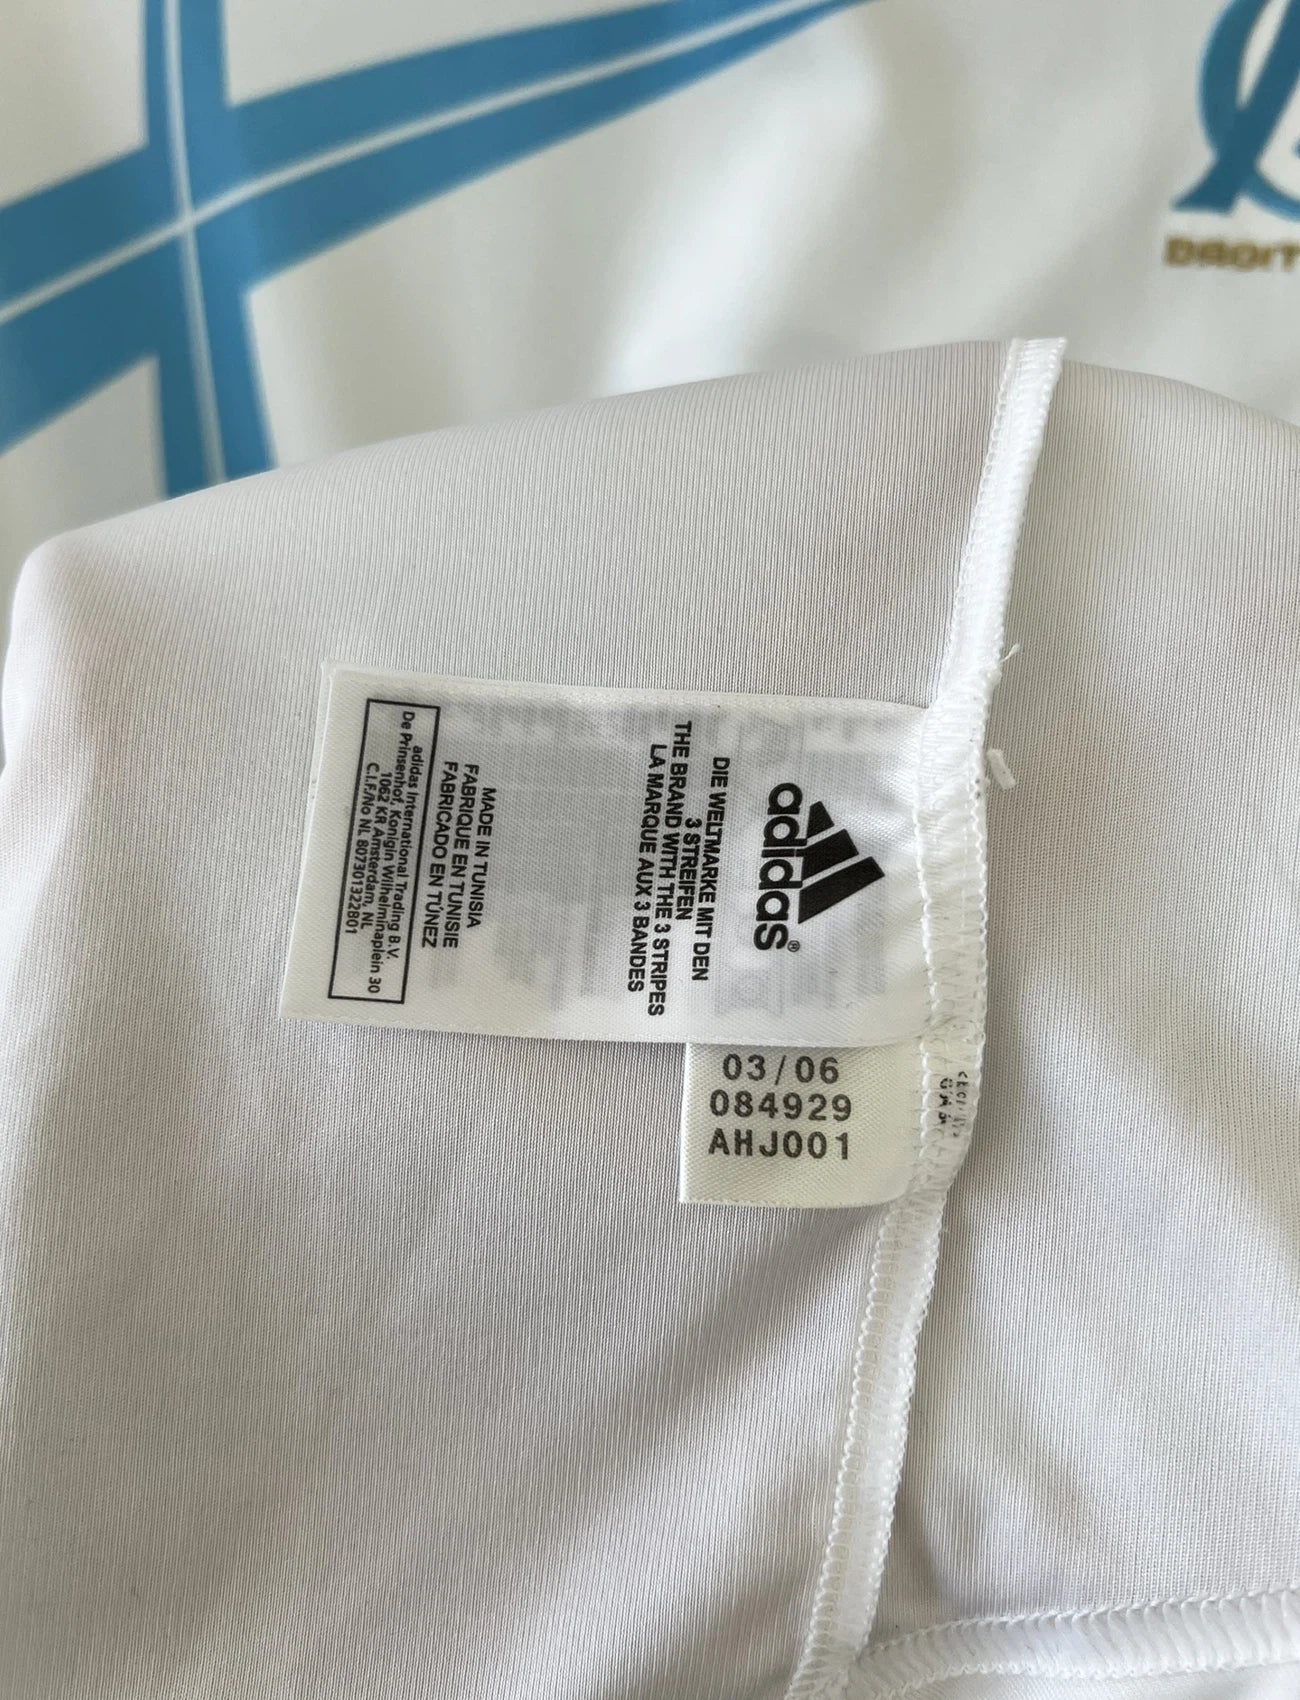 DROIT
adidas®
DIE WELTMARKE MIT DEN
3 STREIFEN
THE BRAND WITH THE 3 STRIPES
LA MARQUE AUX 3 BANDES
MADE IN TUNISIA
FABRIQUE EN TUNISIE
FABRICADO EN TÚNEZ
adidas International Trading B.V.
De Prinsenhof, Konigin Wilhelminaplein 30
1062 KR Amsterdam, NL
C.I.F./No NL 807301322B01
03/06
084929
AHJ001